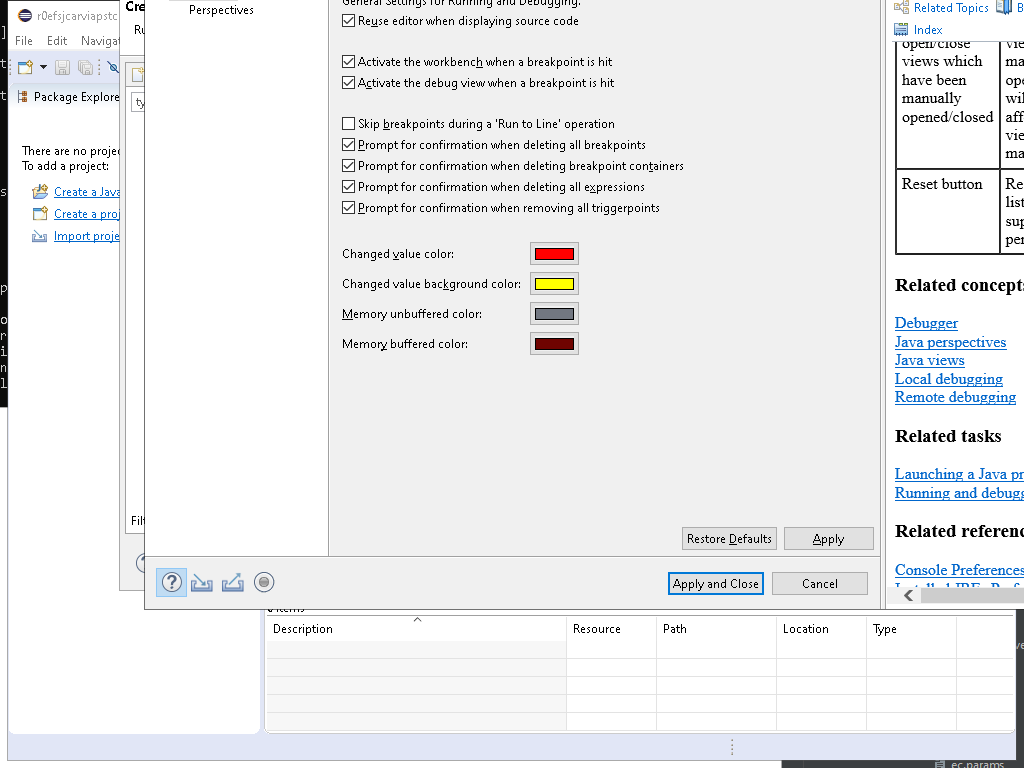 r0efsjcarviapstc
File Edit Navigat
Package Explore
There are no projec
To add a project:
Create a Java
Create a proj
Import proje
Cre
Ru
ty
Filt
Perspectives
General Settings for Running and Debugging.
Reuse editor when displaying source code
Activate the workbench when a breakpoint is hit
Activate the debug view when a breakpoint is hit
Skip breakpoints during a 'Run to Line' operation
Prompt for confirmation when deleting all breakpoints
Prompt for confirmation when deleting breakpoint containers
Prompt for confirmation when deleting all expressions
Prompt for confirmation when removing all triggerpoints
Changed value color:
Changed value background color:
Memory unbuffered color:
Memory buffered color:
Restore Defaults Apply
Apply and Close Cancel
Related Topics B
Index
open/close
views which
have been
manually
opened/closed
vie
ma
ope
wil
aff
vie
ma
Reset button
Re
list
sup
per
Related concepts
Debugger
Java perspectives
Java views
Local debugging
Remote debugging
Related tasks
Launching a Java pr
Running and debugg
Related referenc
Console Preferences
items
Description Resource Path Location Type
ec.params